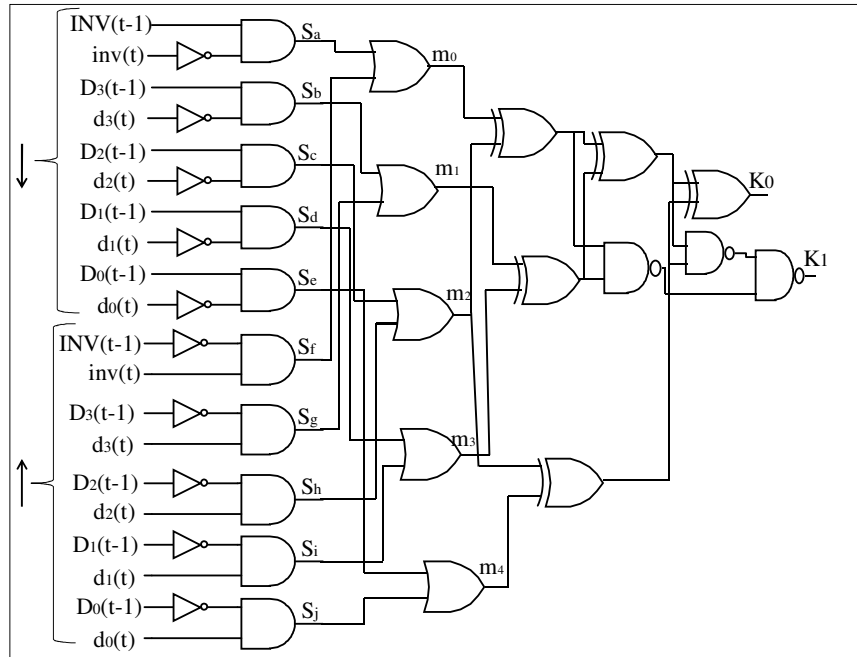 INV(t-1)
inv(t)
Sa
D3(t-1)
d3(t)
Sb
D2(t-1)
d2(t)
Sc
D1(t-1)
d1(t)
Sd
D0(t-1)
d0(t)
Se
INV(t-1)
inv(t)
Sf
D3(t-1)
d3(t)
Sg
D2(t-1)
d2(t)
Sh
D1(t-1)
d1(t)
Si
D0(t-1)
d0(t)
Sj
m0
m1
m2
m3
m4
K0
K1